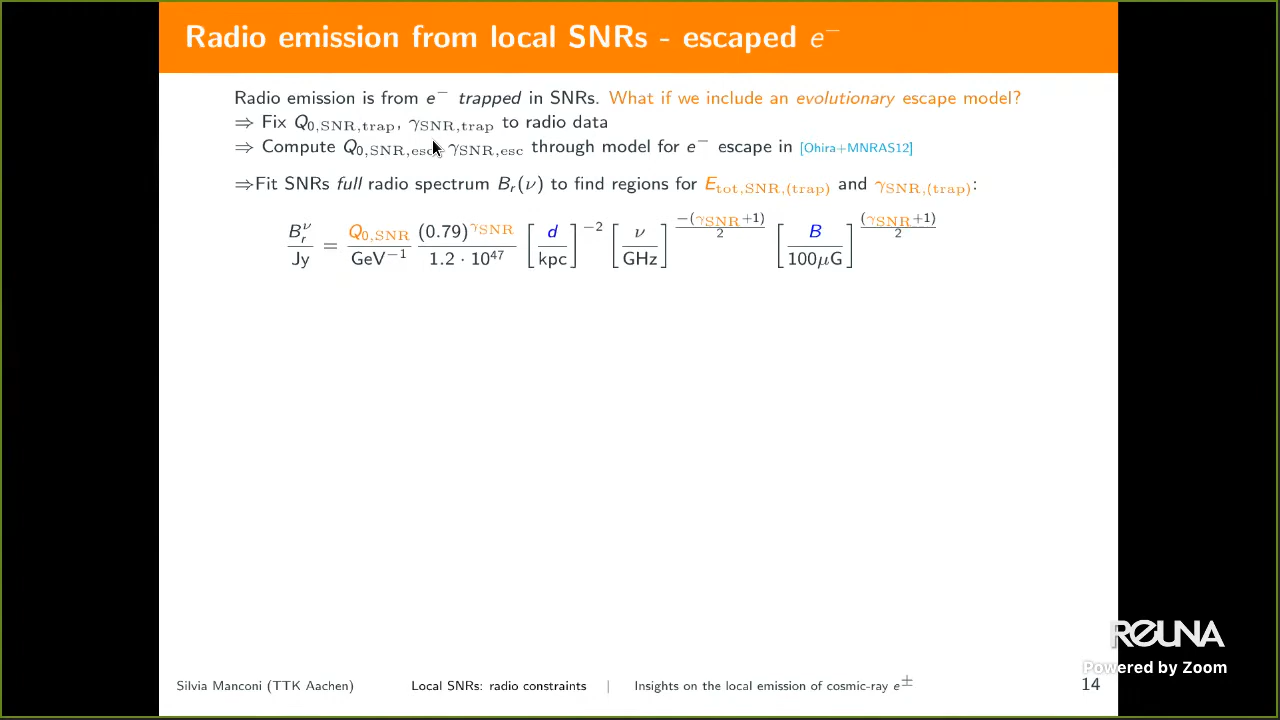 Radio emission from local SNRs - escaped e⁻
Radio emission is from e⁻ trapped in SNRs. What if we include an evolutionary escape model?
⇒ Fix Q₀,SNR,trap, γSNR,trap to radio data
⇒ Compute Q₀,SNR,esc, γSNR,esc through model for e⁻ escape in [Ohira+MNRAS12]
⇒Fit SNRs full radio spectrum Bᵣ(ν) to find regions for Etot,SNR,(trap) and γSNR,(trap):
Bᵣ^ν/Jy = Q₀,SNR/GeV⁻¹ (0.79)^γSNR/1.2 · 10⁴⁷ [d/kpc]⁻² [ν/GHz]^−(γSNR+1)/2 [B/100μG]^(γSNR+1)/2
REUNA
Powered by Zoom
Silvia Manconi (TTK Aachen) Local SNRs: radio constraints | Insights on the local emission of cosmic-ray e± 14